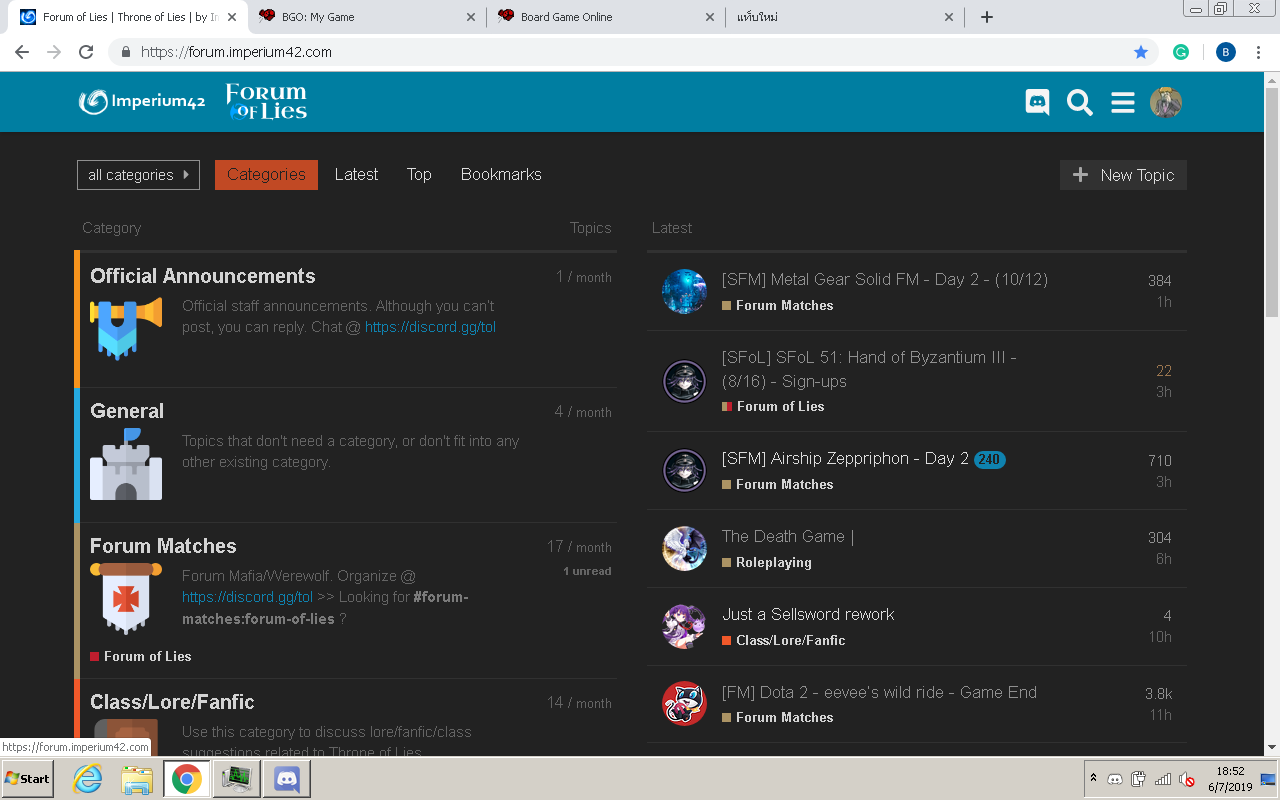 Forum of Lies | Throne of Lies | by In
BGO: My Game
Board Game Online
แท็บใหม่
https://forum.imperium42.com
B
Imperium42
FORUM
OF LIES
all categories
Categories
Latest
Top
Bookmarks
New Topic
Category
Topics
Official Announcements
1 / month
Official staff announcements. Although you can't
post, you can reply. Chat @ https://discord.gg/tol
General
4 / month
Topics that don't need a category, or don't fit into any
other existing category.
Forum Matches
17 / month
1 unread
Forum Mafia/Werewolf. Organize @
https://discord.gg/tol >> Looking for #forum-
matches:forum-of-lies ?
Forum of Lies
Class/Lore/Fanfic
14 / month
Use this category to discuss lore/fanfic/class
suggestions related to Throne of Lies
Latest
[SFM] Metal Gear Solid FM - Day 2 - (10/12)
384
Forum Matches
1h
[SFoL] SFoL 51: Hand of Byzantium III -
(8/16) - Sign-ups
22
Forum of Lies
3h
[SFM] Airship Zeppriphon - Day 2 240
710
Forum Matches
3h
The Death Game |
304
Roleplaying
6h
Just a Sellsword rework
4
Class/Lore/Fanfic
10h
[FM] Dota 2 - eevee's wild ride - Game End
3.8k
Forum Matches
11h
https://forum.imperium42.com
Start
18:52
6/7/2019